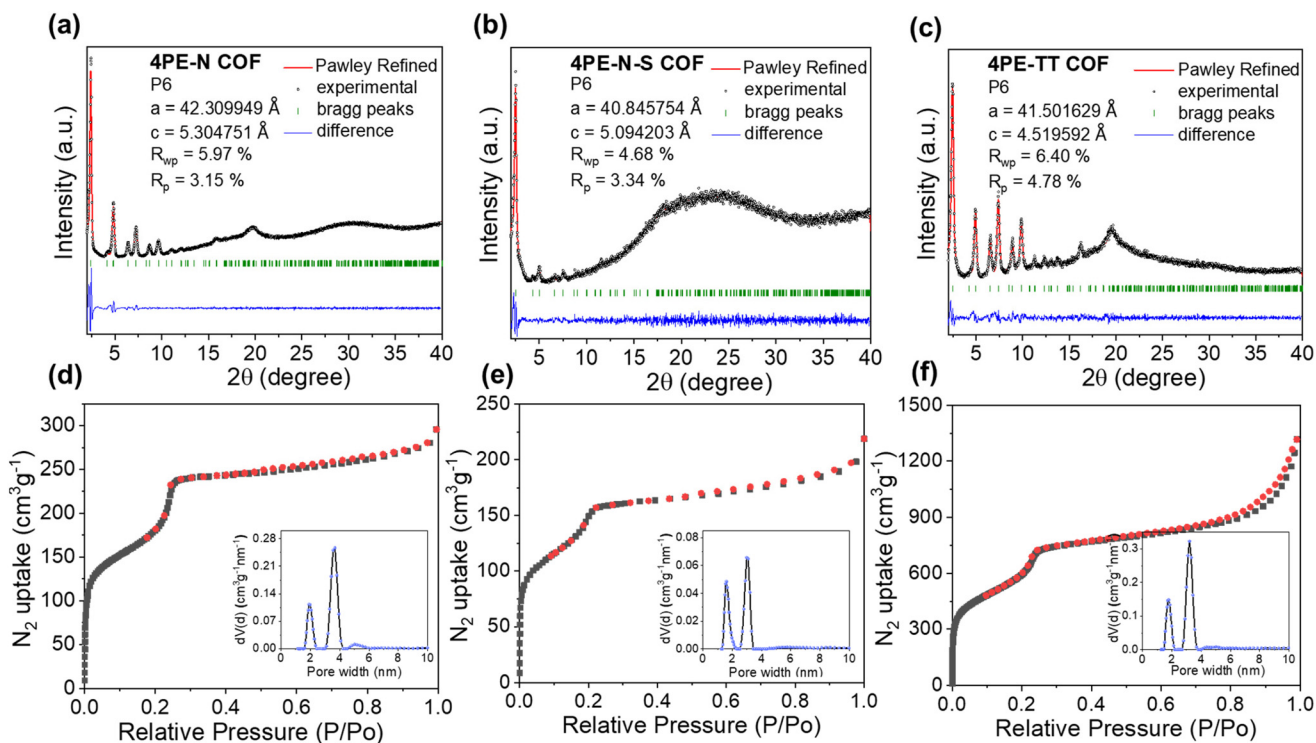 (a)
4PE-N COF
P6
a = 42.309949 Å
c = 5.304751 Å
Rwp = 5.97 %
Rp = 3.15 %
Pawley Refined
experimental
bragg peaks
difference
Intensity (a.u.)
5 10 15 20 25 30 35 40
2θ (degree)
(b)
4PE-N-S COF
P6
a = 40.845754 Å
c = 5.094203 Å
Rwp = 4.68 %
Rp = 3.34 %
Pawley Refined
experimental
bragg peaks
difference
Intensity (a.u.)
5 10 15 20 25 30 35 40
2θ (degree)
(c)
4PE-TT COF
P6
a = 41.501629 Å
c = 4.519592 Å
Rwp = 6.40 %
Rp = 4.78 %
Pawley Refined
experimental
bragg peaks
difference
Intensity (a.u.)
5 10 15 20 25 30 35 40
2θ (degree)
(d)
N2 uptake (cm3g-1)
300
250
200
150
100
50
0
0.0 0.2 0.4 0.6 0.8 1.0
Relative Pressure (P/Po)
dV(d) (cm3g-1nm-1)
0.28
0.21
0.14
0.07
0.00
0 2 4 6 8 10
Pore width (nm)
(e)
N2 uptake (cm3g-1)
250
200
150
100
50
0
0.0 0.2 0.4 0.6 0.8 1.0
Relative Pressure (P/Po)
dV(d) (cm3g-1nm-1)
0.08
0.06
0.04
0.02
0.00
0 2 4 6 8 10
Pore width (nm)
(f)
N2 uptake (cm3g-1)
1500
1200
900
600
300
0
0.0 0.2 0.4 0.6 0.8 1.0
Relative Pressure (P/Po)
dV(d) (cm3g-1nm-1)
0.3
0.2
0.1
0.0
0 2 4 6 8 10
Pore width (nm)